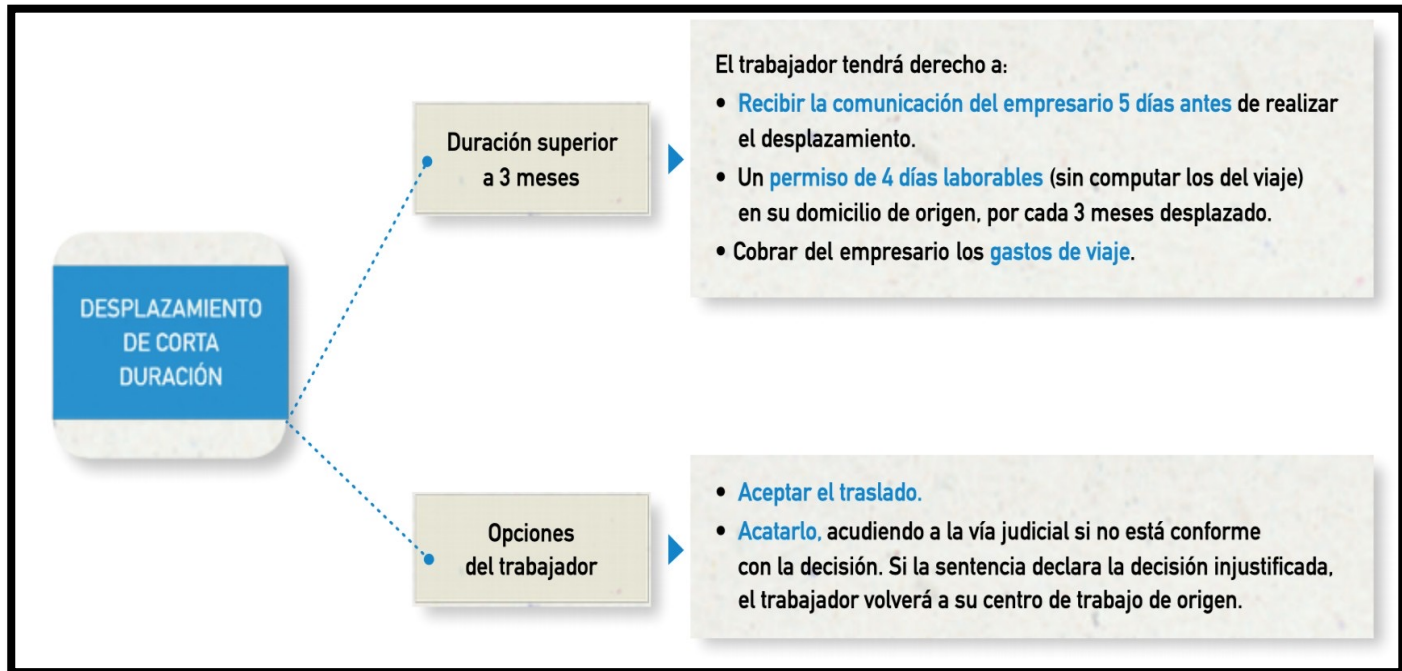 DESPLAZAMIENTO
DE CORTA
DURACIÓN
Duración superior
a 3 meses
El trabajador tendrá derecho a:
• Recibir la comunicación del empresario 5 días antes de realizar
el desplazamiento.
• Un permiso de 4 días laborables (sin computar los del viaje)
en su domicilio de origen, por cada 3 meses desplazado.
• Cobrar del empresario los gastos de viaje.
Opciones
del trabajador
• Aceptar el traslado.
• Acatarlo, acudiendo a la vía judicial si no está conforme
con la decisión. Si la sentencia declara la decisión injustificada,
el trabajador volverá a su centro de trabajo de origen.